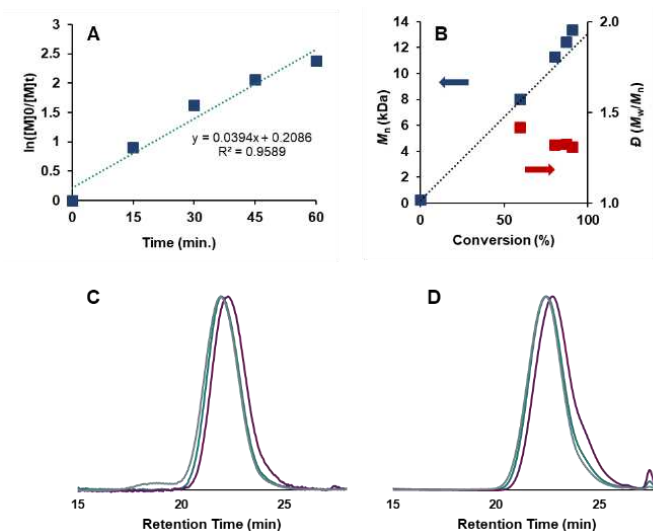 A
ln([M]0/[M]t)
3
2.5
2
1.5
1
0.5
0
y = 0.0394x + 0.2086
R² = 0.9589
0 15 30 45 60
Time (min.)
B
Mn (kDa)
14
12
10
8
6
4
2
0
2.0
1.5
1.0
Đ (Mw/Mn)
0 50 100
Conversion (%)
C
15 20 25
Retention Time (min)
D
15 20 25
Retention Time (min)